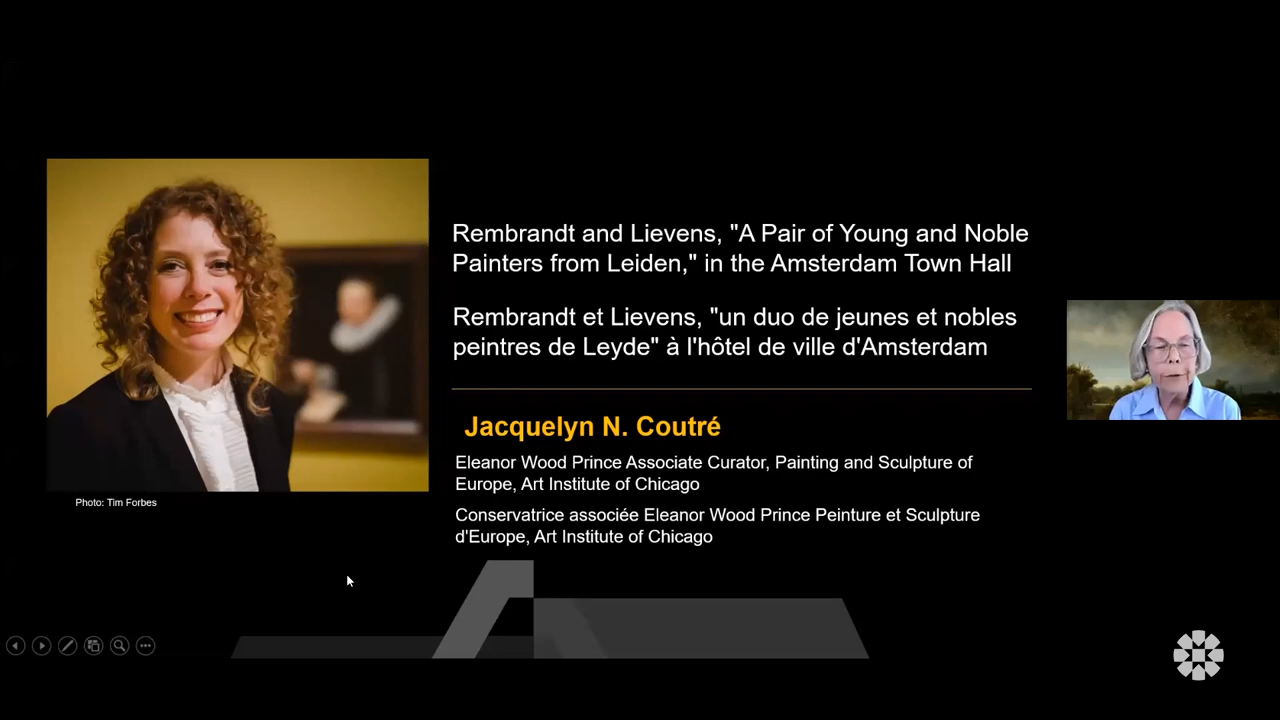 Rembrandt and Lievens, "A Pair of Young and Noble
Painters from Leiden," in the Amsterdam Town Hall
Rembrandt et Lievens, "un duo de jeunes et nobles
peintres de Leyde" à l'hôtel de ville d'Amsterdam
Jacquelyn N. Coutré
Eleanor Wood Prince Associate Curator, Painting and Sculpture of
Europe, Art Institute of Chicago
Conservatrice associée Eleanor Wood Prince Peinture et Sculpture
d'Europe, Art Institute of Chicago
Photo: Tim Forbes